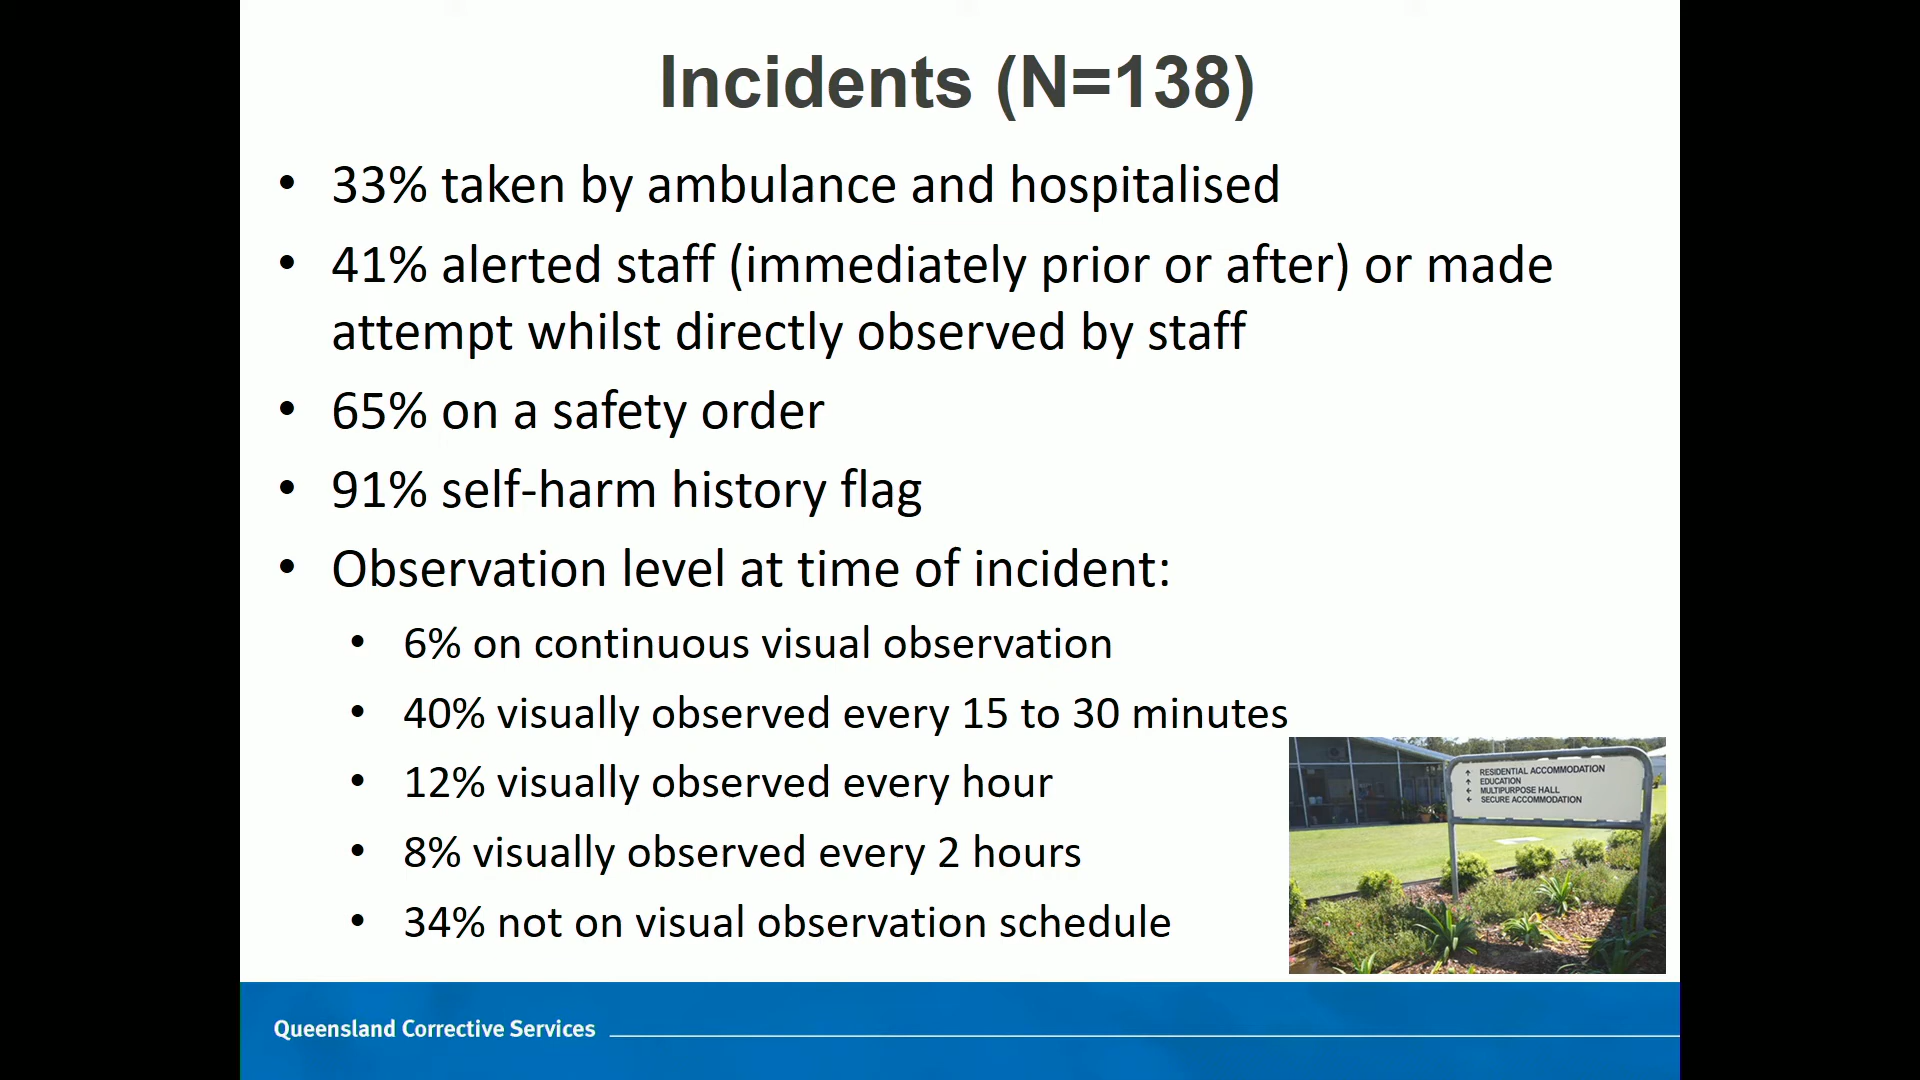 Incidents (N=138)
• 33% taken by ambulance and hospitalised
• 41% alerted staff (immediately prior or after) or made
attempt whilst directly observed by staff
• 65% on a safety order
• 91% self-harm history flag
• Observation level at time of incident:
• 6% on continuous visual observation
• 40% visually observed every 15 to 30 minutes
• 12% visually observed every hour
• 8% visually observed every 2 hours
• 34% not on visual observation schedule
↑ RESIDENTIAL ACCOMMODATION
↑ EDUCATION
← MULTIPURPOSE HALL
← SECURE ACCOMMODATION
Queensland Corrective Services